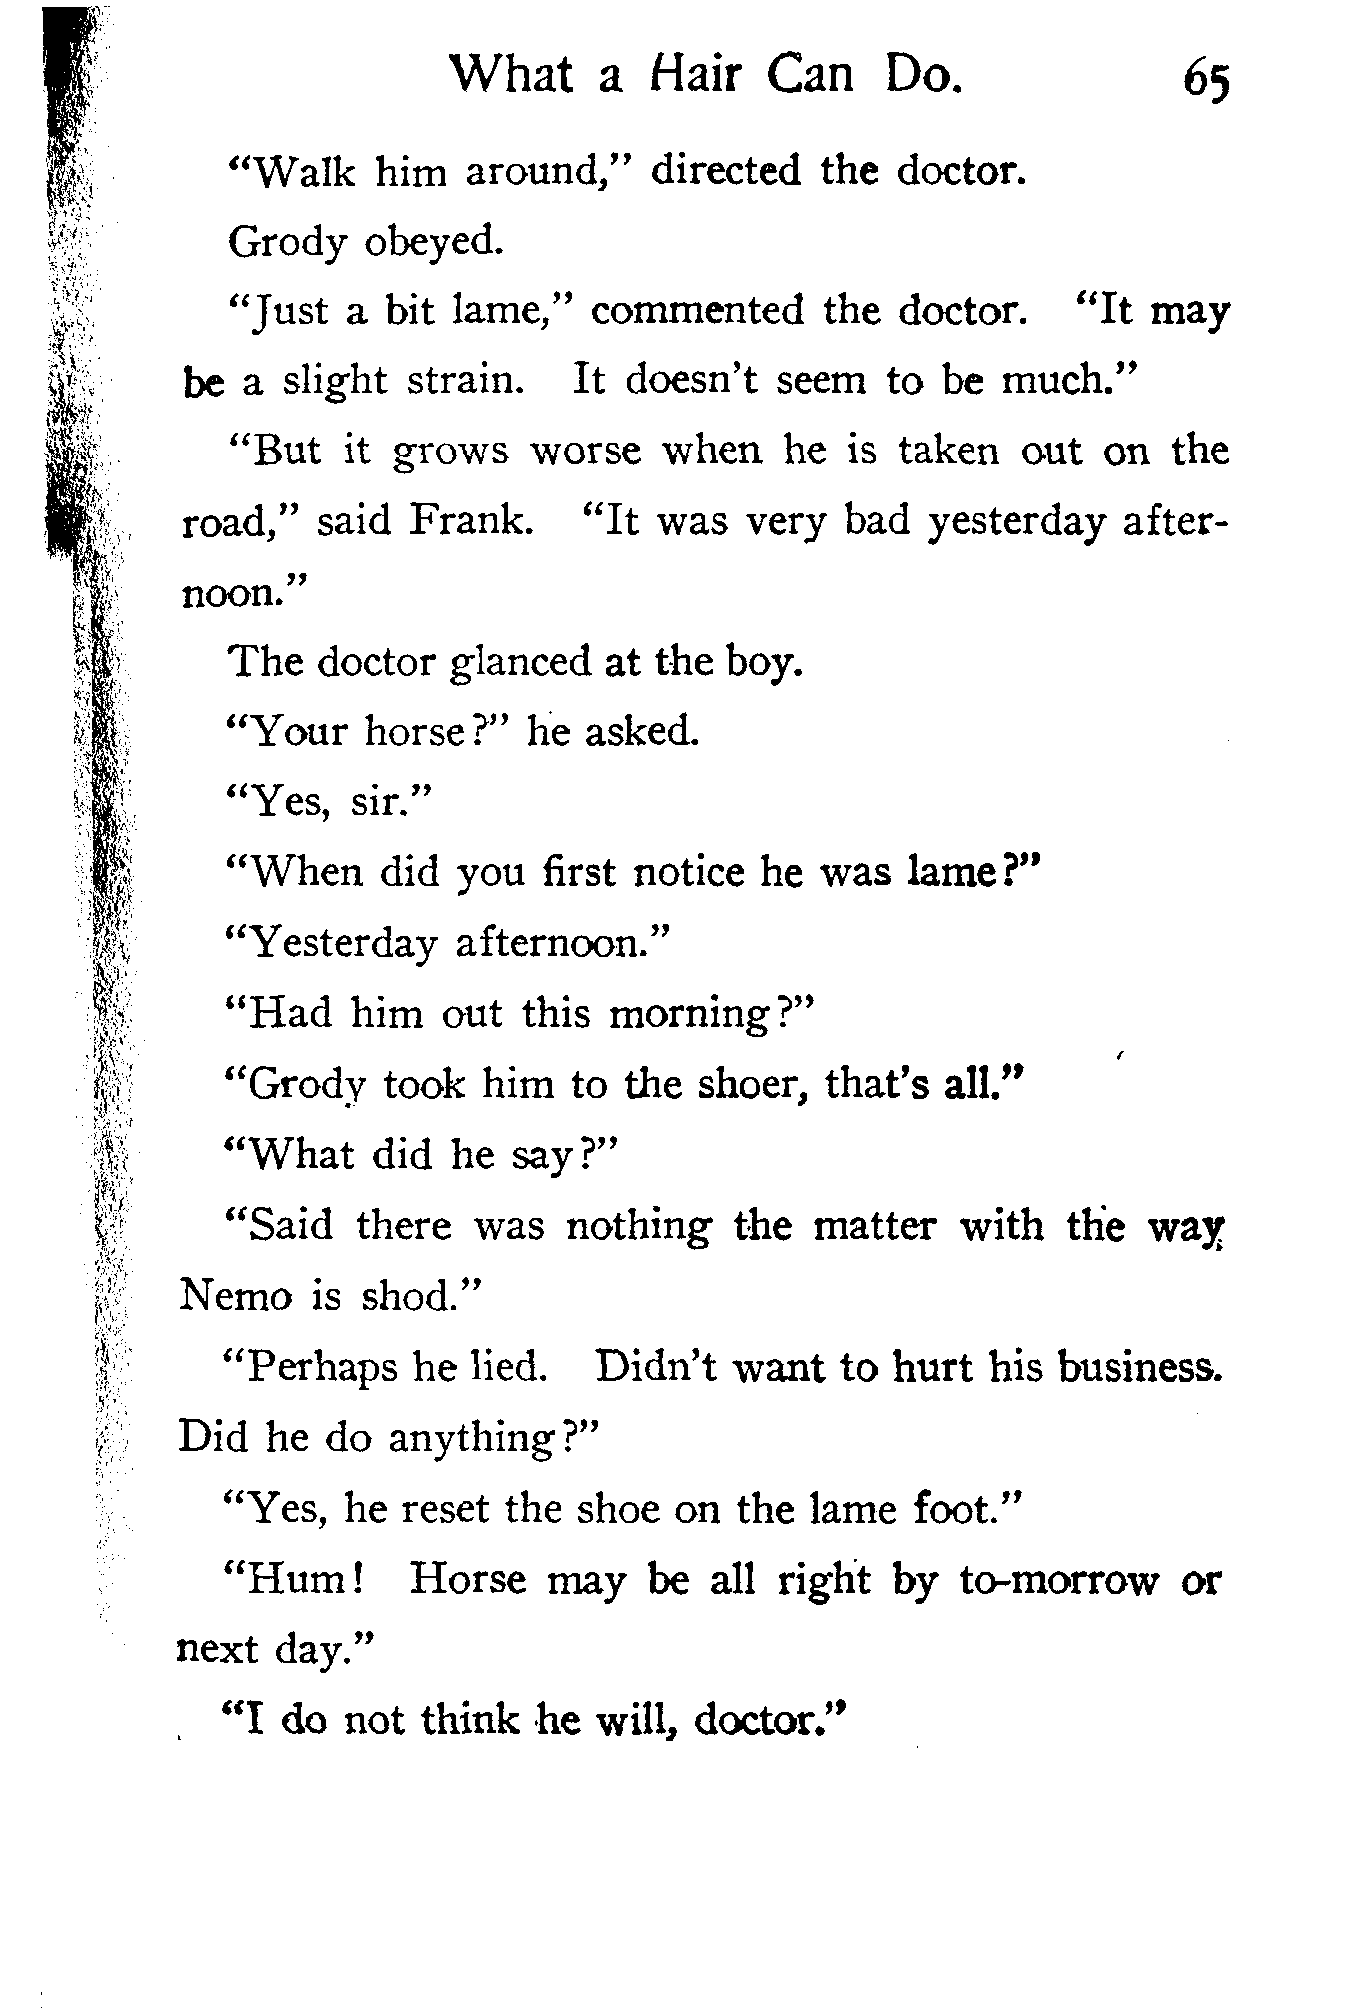 What a Hair Can Do. 65
“Walk him around,” directed the doctor.
Grody obeyed.
“Just a bit lame,” commented the doctor. “It may
be a slight strain. It doesn’t seem to be much.”
“But it grows worse when he is taken out on the
road,” said Frank. “It was very bad yesterday after-
noon.”
The doctor glanced at the boy.
“Your horse?” he asked.
“Yes, sir.”
“When did you first notice he was lame?”
“Yesterday afternoon.”
“Had him out this morning?”
“Grody took him to the shoer, that’s all.”
“What did he say?”
“Said there was nothing the matter with the way
Nemo is shod.”
“Perhaps he lied. Didn’t want to hurt his business.
Did he do anything?”
“Yes, he reset the shoe on the lame foot.”
“Hum! Horse may be all right by to-morrow or
next day.”
“I do not think he will, doctor.”